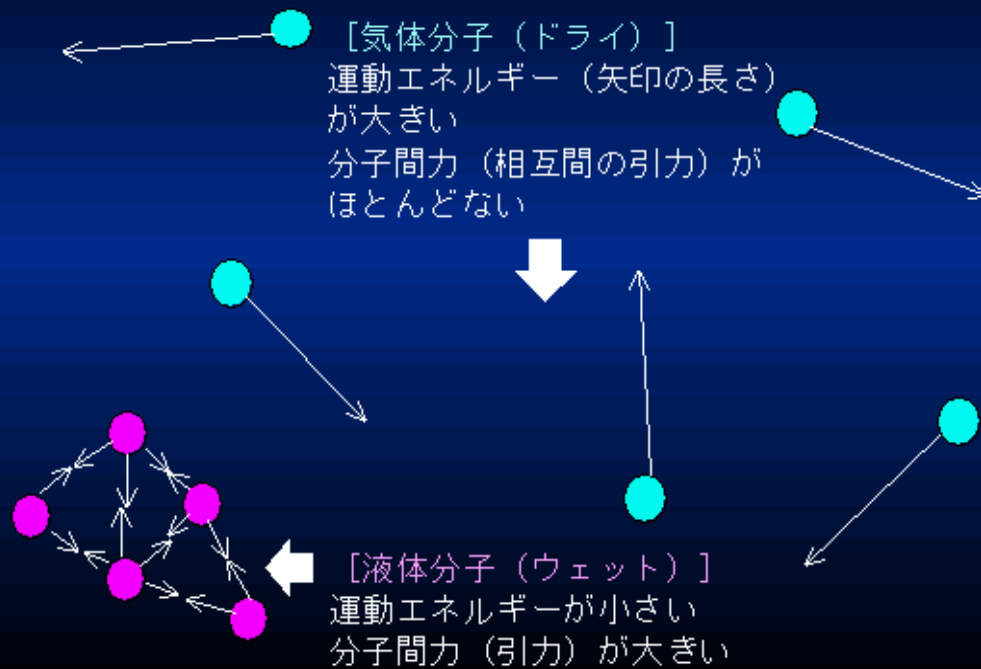 [気体分子（ドライ）]
運動エネルギー（矢印の長さ）
が大きい
分子間力（相互間の引力）が
ほとんどない
[液体分子（ウェット）]
運動エネルギーが小さい
分子間力（引力）が大きい